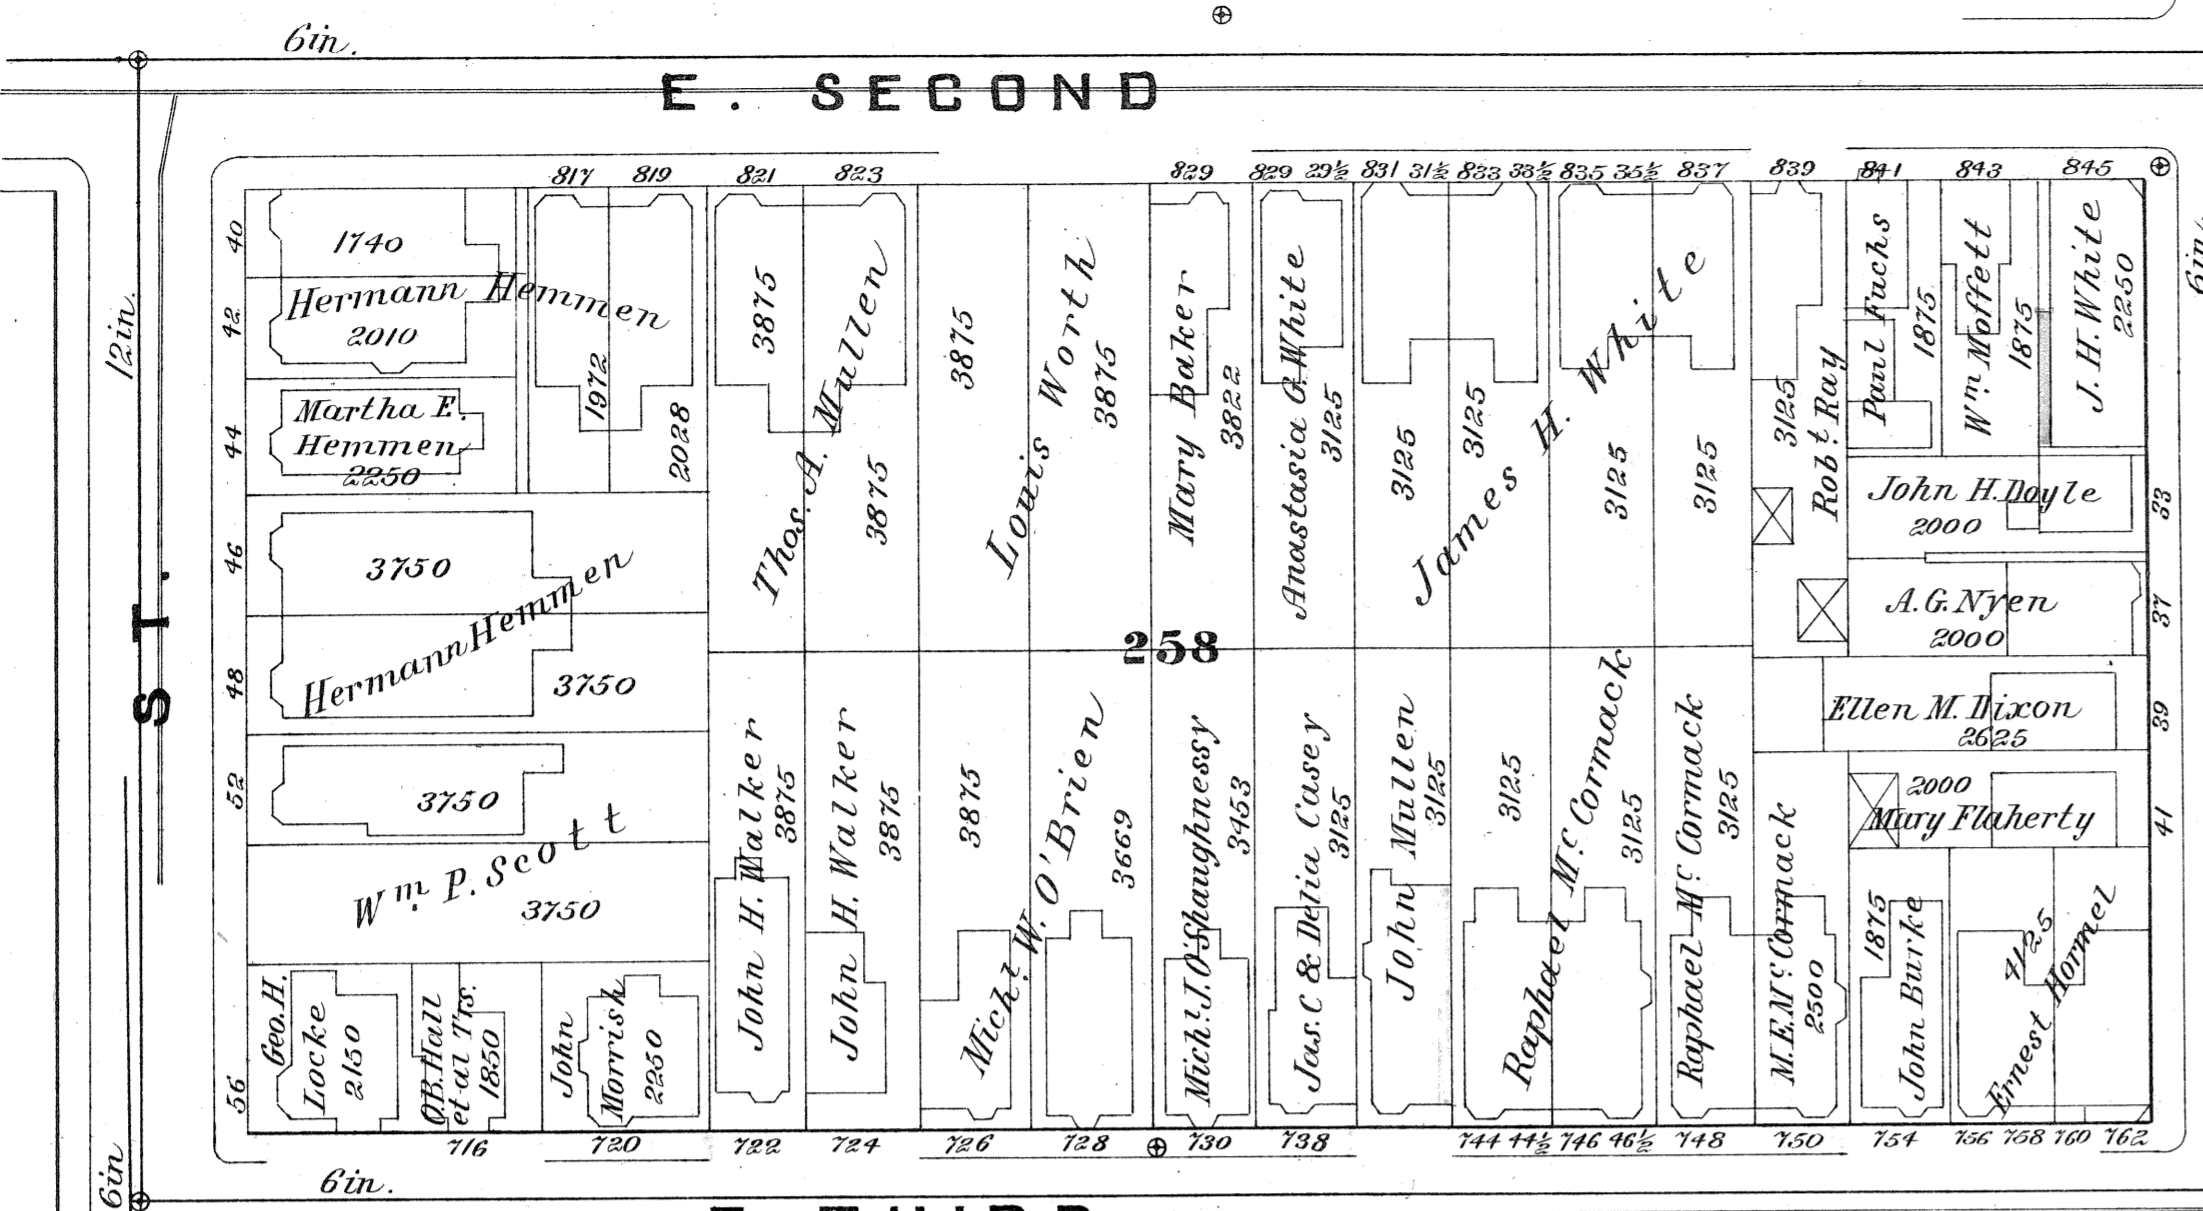 6in.
E. SECOND
817 819 821 823 829 829 29½ 831 31½ 833 33½ 835 35½ 837 839 841 843 845
12in.
ST.
6in
6in.
40
42
44
46
48
52
56
1740
Hermann Hemmen
2010
1972
2028
Martha E.
Hemmen
2250
3750
Hermann Hemmen
3750
3750
Wm. P. Scott
3750
Geo. H.
Locke
2150
O.B. Hall
et al Trs.
1850
John
Morrish
2250
3875
Thos. A. Mullen
3875
3875
Louis Worth
3875
Mary Baker
3822
Anastasia O. White
3125
3125
3125
James H. White
3125
3125
3125
Robt. Ray
Paul Fuchs
1875
Wm. Moffett
1875
J. H. White
2250
John H. Doyle
2000
33
A. G. Nyen
2000
37
258
Ellen M. Dixon
2625
39
2000
Mary Flaherty
41
John H. Walker
3875
John H. Walker
3875
3875
Michl. W. O'Brien
3669
Michl. J. O'Shaughnessy
3453
Jas. C & Delia Casey
3125
John Mullen
3125
3125
Raphael McCormack
3125
Raphael McCormack
3125
M.E. McCormack
2500
1875
John Burke
4125
Ernest Hormel
716 720 722 724 726 728 730 738 744 44½ 746 46½ 748 750 754 756 758 760 762
6in.
6in